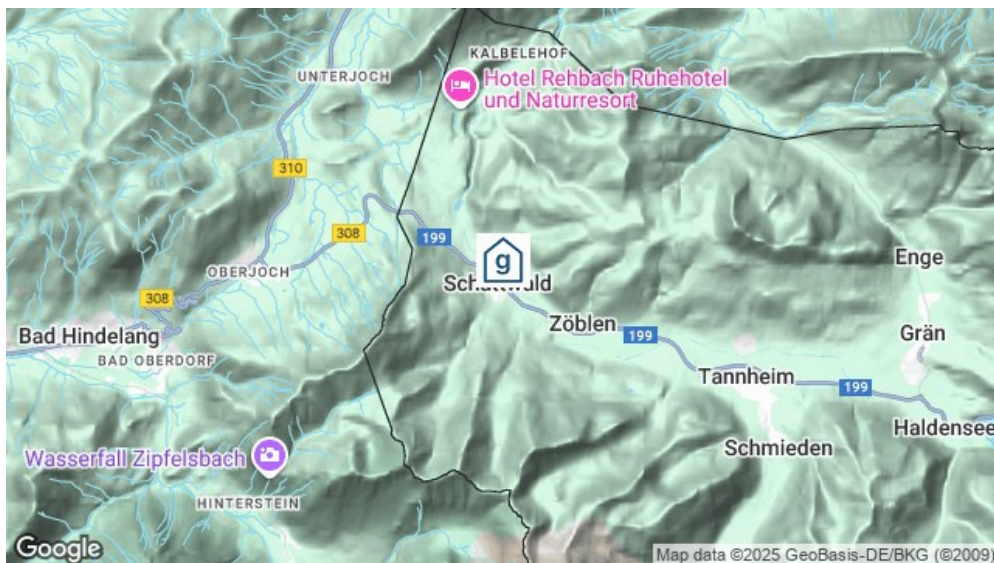 KALBELEHOF
UNTERJOCH
Hotel Rehbach Ruhehotel
und Naturresort
310
308
199
g
Enge
OBERJOCH
Schattwald
308
Zöblen
199
Grän
Bad Hindelang
BAD OBERDORF
Tannheim
199
Haldensee
Schmieden
Wasserfall Zipfelsbach
HINTERSTEIN
Google
Map data ©2025 GeoBasis-DE/BKG (©2009)